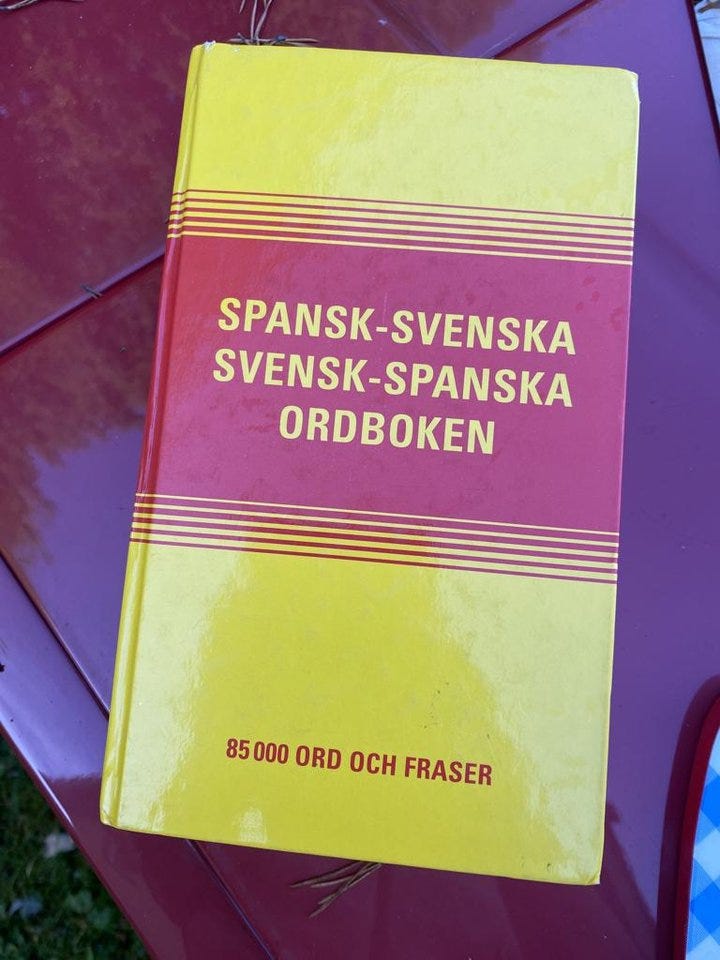 SPANSK-SVENSKA
SVENSK-SPANSKA
ORDBOKEN
85 000 ORD OCH FRASER